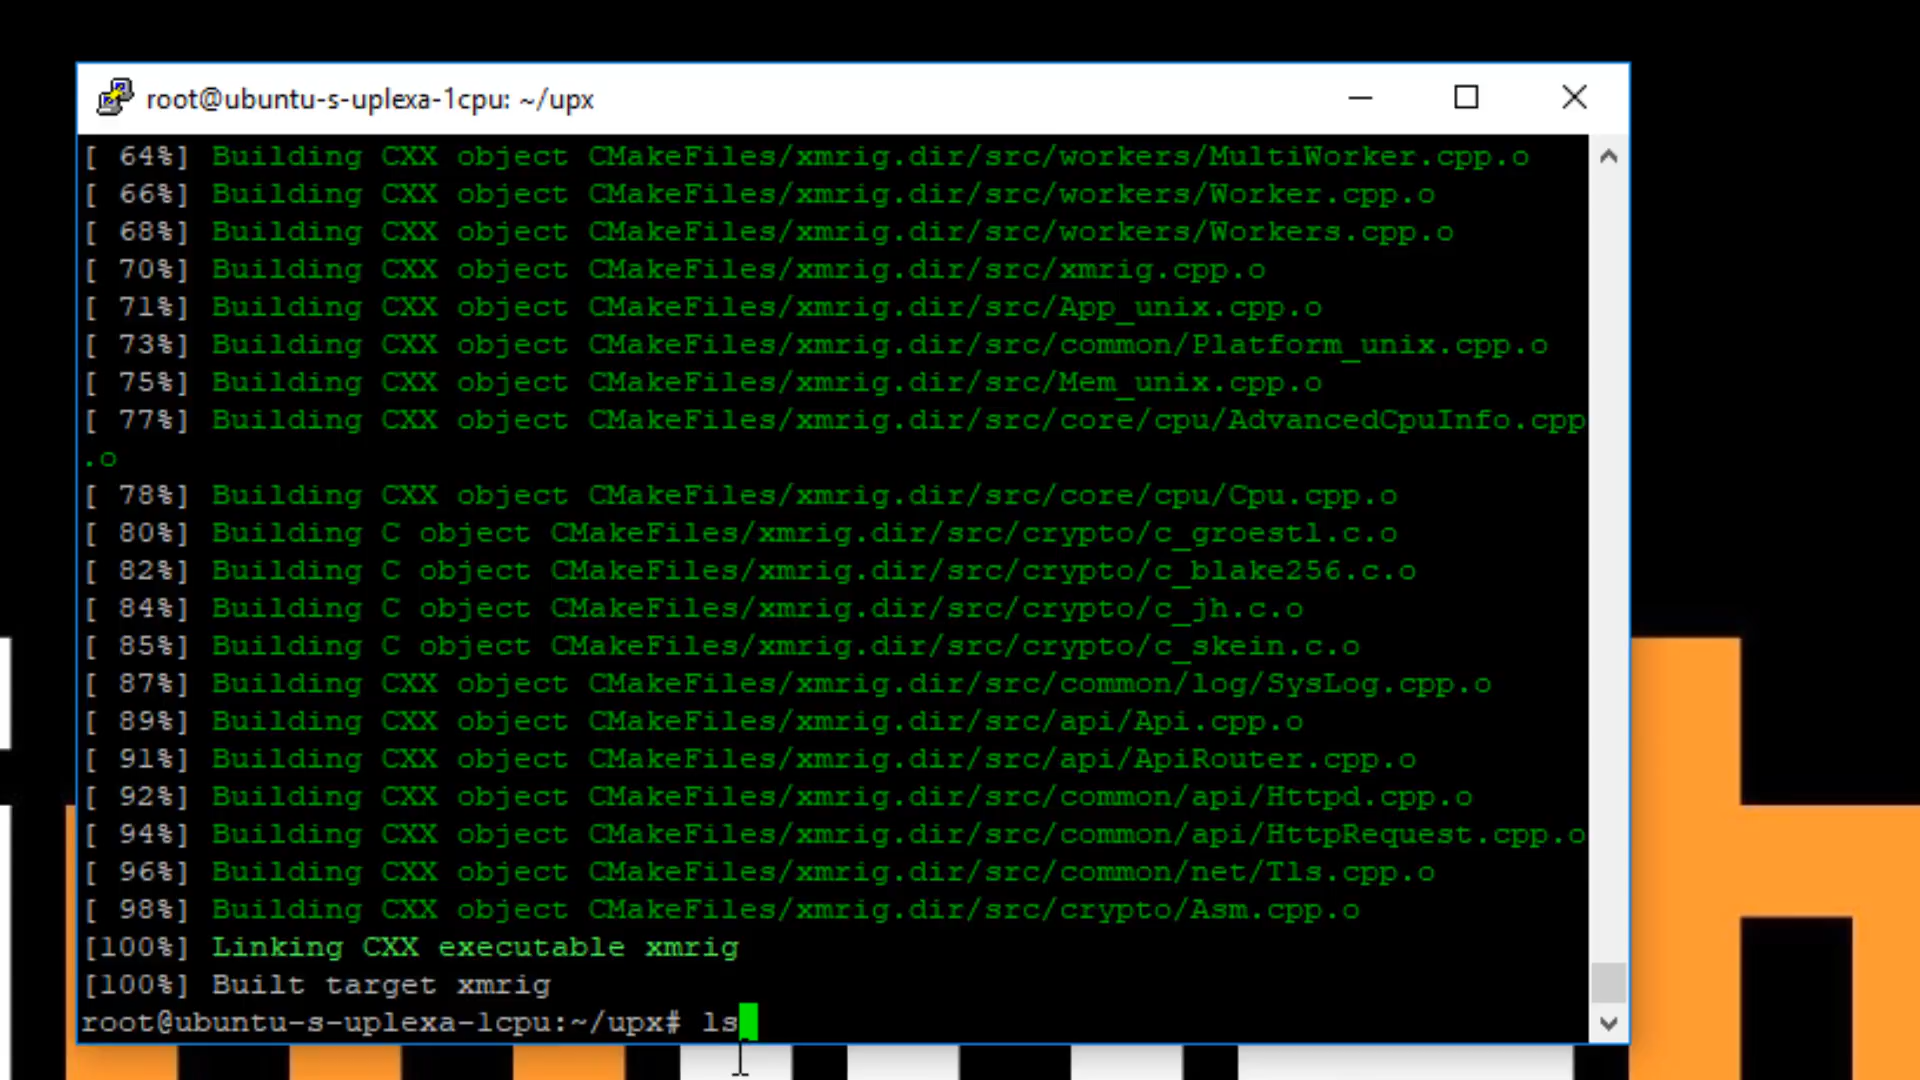 root@ubuntu-s-uplexa-1cpu: ~/upx
[ 64%] Building CXX object CMakeFiles/xmrig.dir/src/workers/MultiWorker.cpp.o
[ 66%] Building CXX object CMakeFiles/xmrig.dir/src/workers/Worker.cpp.o
[ 68%] Building CXX object CMakeFiles/xmrig.dir/src/workers/Workers.cpp.o
[ 70%] Building CXX object CMakeFiles/xmrig.dir/src/xmrig.cpp.o
[ 71%] Building CXX object CMakeFiles/xmrig.dir/src/App_unix.cpp.o
[ 73%] Building CXX object CMakeFiles/xmrig.dir/src/common/Platform_unix.cpp.o
[ 75%] Building CXX object CMakeFiles/xmrig.dir/src/Mem_unix.cpp.o
[ 77%] Building CXX object CMakeFiles/xmrig.dir/src/core/cpu/AdvancedCpuInfo.cpp
.o
[ 78%] Building CXX object CMakeFiles/xmrig.dir/src/core/cpu/Cpu.cpp.o
[ 80%] Building C object CMakeFiles/xmrig.dir/src/crypto/c_groestl.c.o
[ 82%] Building C object CMakeFiles/xmrig.dir/src/crypto/c_blake256.c.o
[ 84%] Building C object CMakeFiles/xmrig.dir/src/crypto/c_jh.c.o
[ 85%] Building C object CMakeFiles/xmrig.dir/src/crypto/c_skein.c.o
[ 87%] Building CXX object CMakeFiles/xmrig.dir/src/common/log/SysLog.cpp.o
[ 89%] Building CXX object CMakeFiles/xmrig.dir/src/api/Api.cpp.o
[ 91%] Building CXX object CMakeFiles/xmrig.dir/src/api/ApiRouter.cpp.o
[ 92%] Building CXX object CMakeFiles/xmrig.dir/src/common/api/Httpd.cpp.o
[ 94%] Building CXX object CMakeFiles/xmrig.dir/src/common/api/HttpRequest.cpp.o
[ 96%] Building CXX object CMakeFiles/xmrig.dir/src/common/net/Tls.cpp.o
[ 98%] Building CXX object CMakeFiles/xmrig.dir/src/crypto/Asm.cpp.o
[100%] Linking CXX executable xmrig
[100%] Built target xmrig
root@ubuntu-s-uplexa-1cpu:~/upx# ls